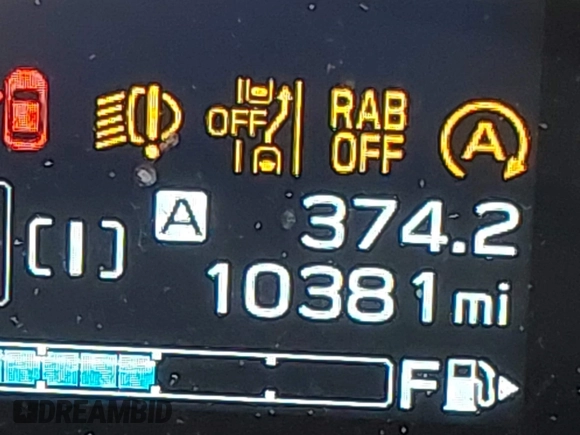 OFF
RAB
OFF
A
A 374.2
10381 mi
F
DREAMBID